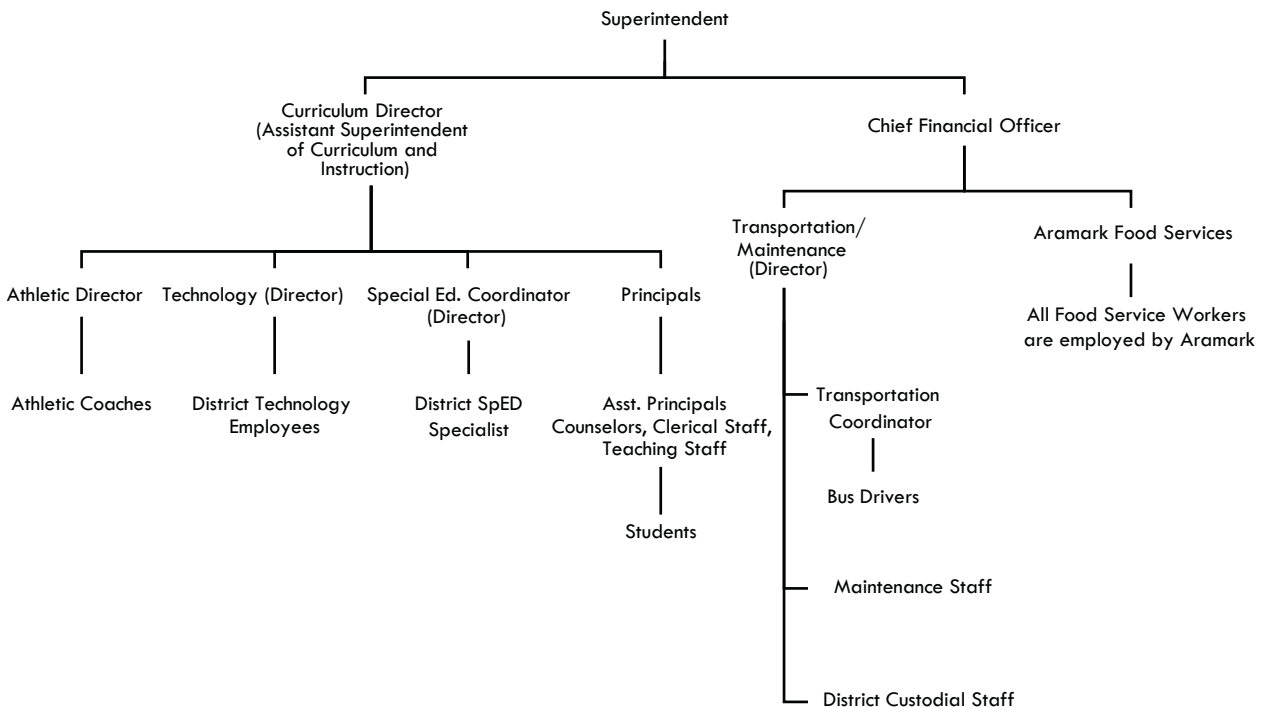 Superintendent
Curriculum Director
(Assistant Superintendent
of Curriculum and
Instruction)
Chief Financial Officer
Transportation/
Maintenance
(Director)
Aramark Food Services
Athletic Director
Technology (Director)
Special Ed. Coordinator
(Director)
Principals
All Food Service Workers
are employed by Aramark
Athletic Coaches
District Technology
Employees
District SpED
Specialist
Asst. Principals
Counselors, Clerical Staff,
Teaching Staff
Transportation
Coordinator
Bus Drivers
Students
Maintenance Staff
District Custodial Staff